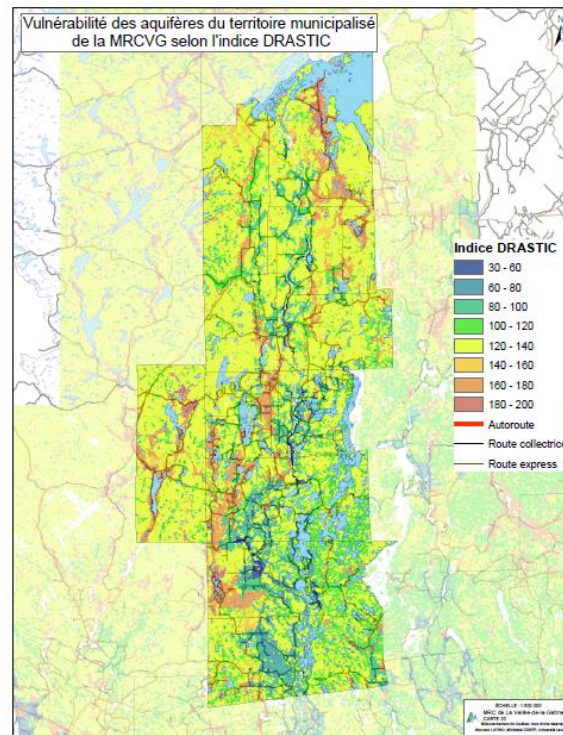 Vulnérabilité des aquifères du territoire municipalisé
de la MRCVG selon l'indice DRASTIC
N
Indice DRASTIC
30 - 60
60 - 80
80 - 100
100 - 120
120 - 140
140 - 160
160 - 180
180 - 200
Autoroute
Route collectrice
Route express
MRC de La Vallée-de-la-Gatineau